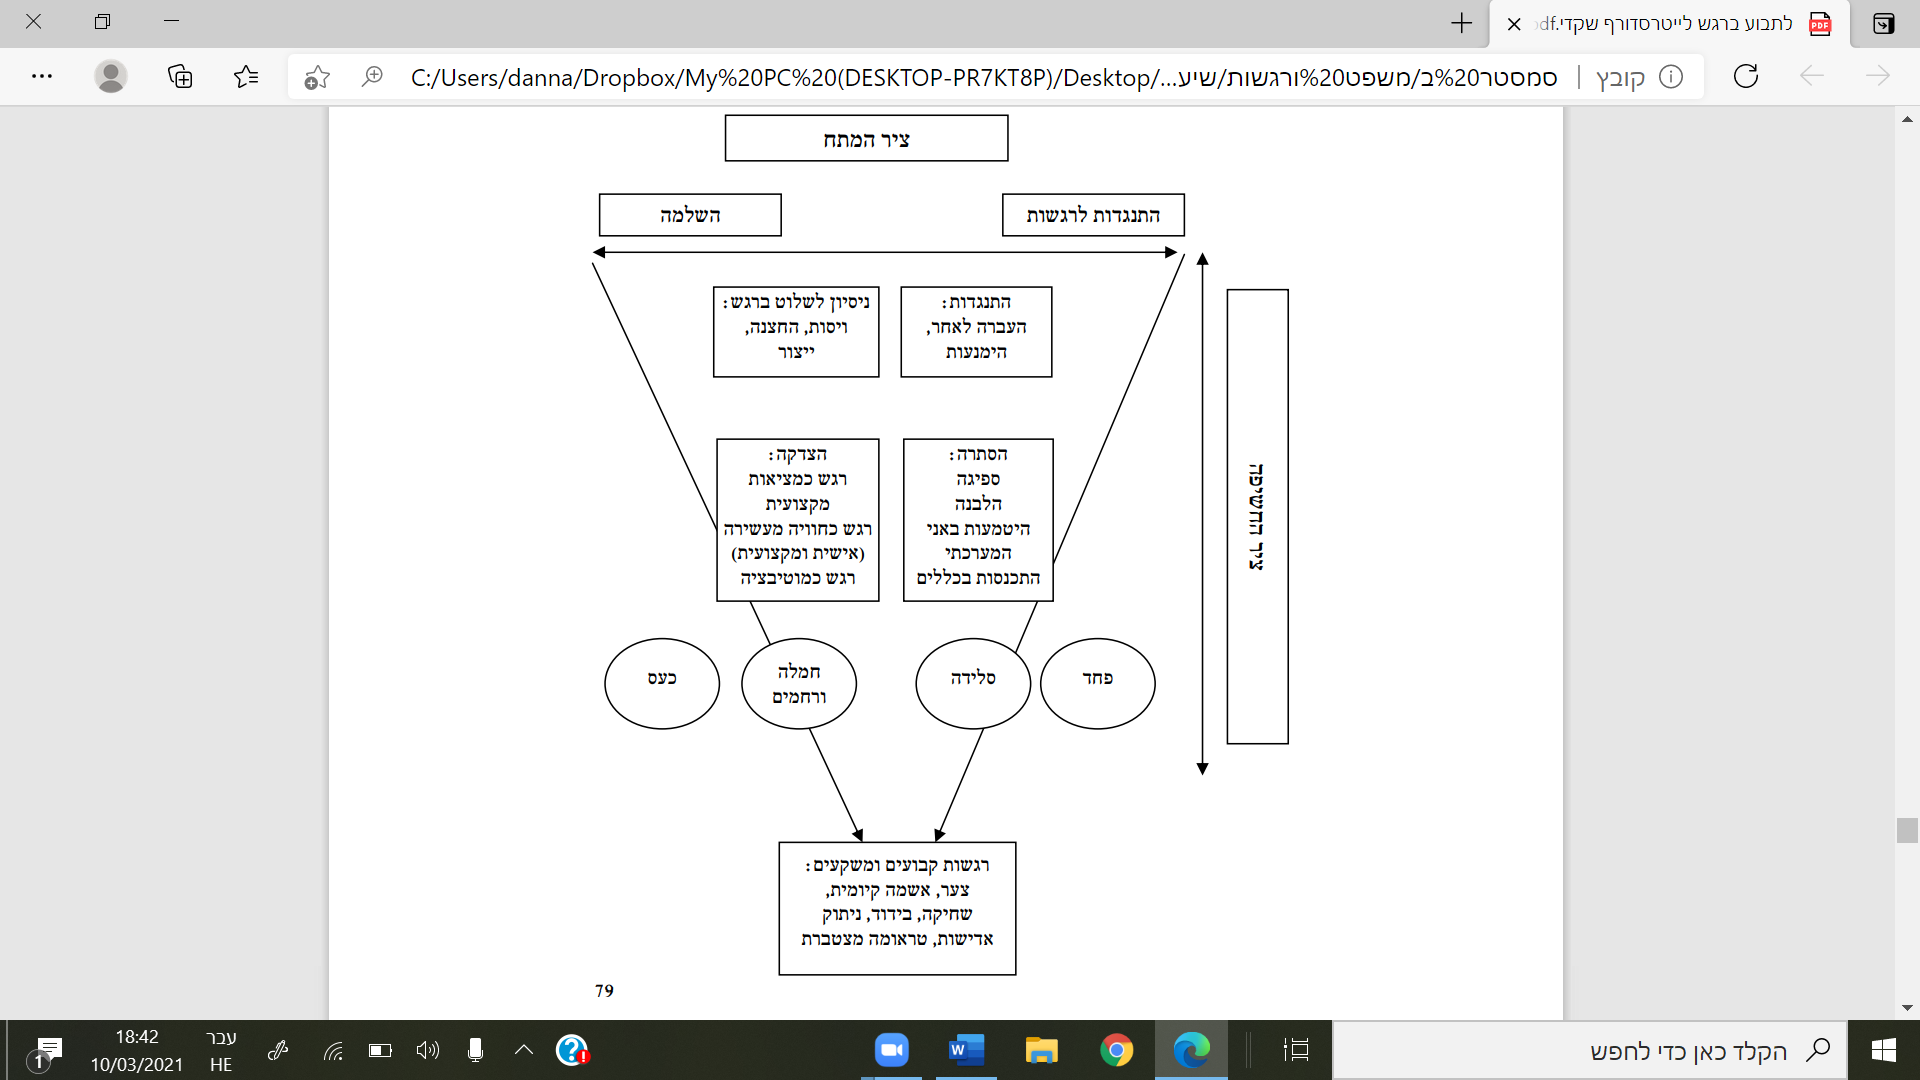 לתבוע ברגש לייטרסדורף שקדי.pdf
קובץ
C:/Users/danna/Dropbox/My%20PC%20(DESKTOP-PR7KT8P)/Desktop/...סמסטר%20ב/משפט%20ורגשות/שיע
ציר המתח
התנגדות לרגשות
השלמה
התנגדות:
העברה לאחר,
הימנעות
ניסיון לשלוט ברגש:
ויסות, החצנה,
ייצור
הסתרה:
ספיגה
הלבנה
היטמעות באני
המערכתי
התכנסות בכללים
הצדקה:
רגש כמציאות
מקצועית
רגש כחוויה מעשירה
(אישית ומקצועית)
רגש כמוטיבציה
ציר החשיפה
פחד
סלידה
חמלה
ורחמים
כעס
רגשות קבועים ומשקעים:
צער, אשמה קיומית,
שחיקה, בידוד, ניתוק
אדישות, טראומה מצטברת
79
הקלד כאן כדי לחפש
עבר
HE
18:42
10/03/2021
1